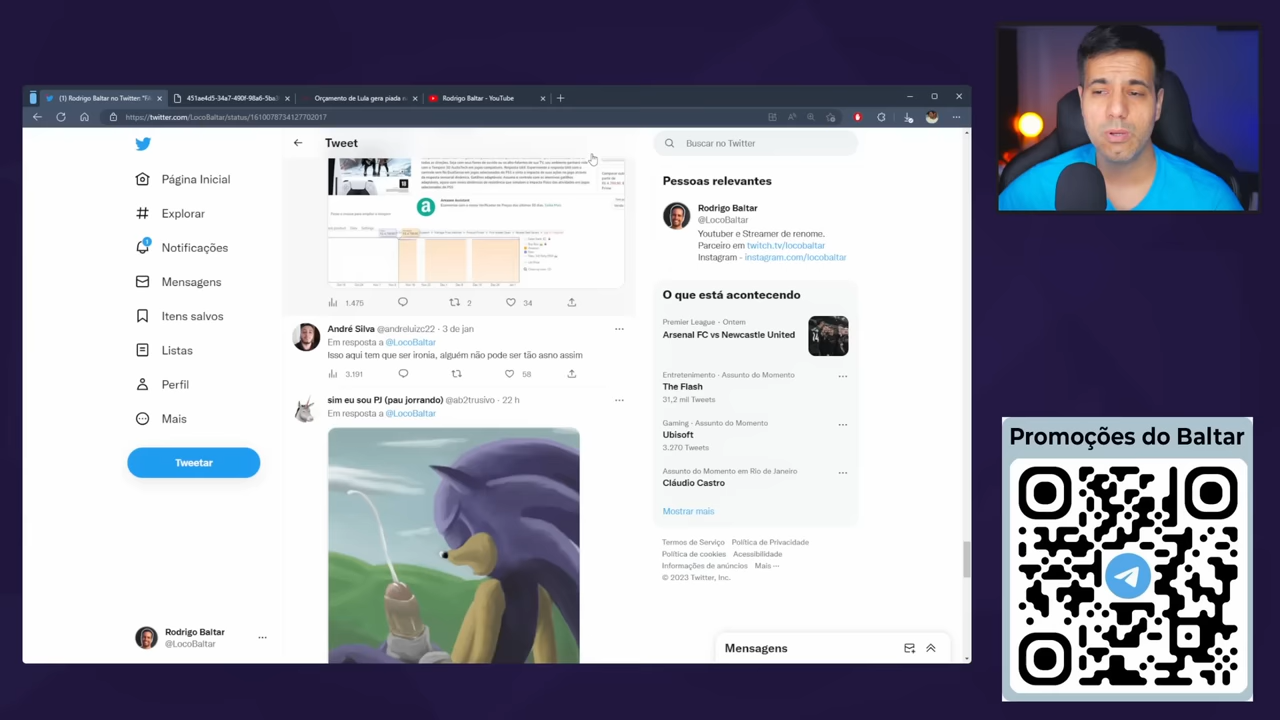 (1) Rodrigo Baltar no Twitter: "F
451ae4d5-34a7-490f-98a6-5ba
Orçamento de Lula gera piada n
Rodrigo Baltar - YouTube
https://twitter.com/LocoBaltar/status/1610078734127702017
Tweet
Buscar no Twitter
Página Inicial
Explorar
1
Notificações
Mensagens
Itens salvos
Listas
Perfil
Mais
Tweetar
Rodrigo Baltar
@LocoBaltar
a
Amazon Assistant
1.475
2
34
André Silva @andreluizc22 · 3 de jan
Em resposta a @LocoBaltar
Isso aqui tem que ser ironia, alguém não pode ser tão asno assim
3.191
58
sim eu sou PJ (pau jorrando) @ab2trusivo · 22 h
Em resposta a @LocoBaltar
Pessoas relevantes
Rodrigo Baltar
@LocoBaltar
Youtuber e Streamer de renome.
Parceiro em twitch.tv/locobaltar
Instagram - instagram.com/locobaltar
O que está acontecendo
Premier League · Ontem
Arsenal FC vs Newcastle United
Entretenimento · Assunto do Momento
The Flash
31,2 mil Tweets
Gaming · Assunto do Momento
Ubisoft
3.270 Tweets
Assunto do Momento em Rio de Janeiro
Cláudio Castro
Mostrar mais
Termos de Serviço Política de Privacidade
Política de cookies Acessibilidade
Informações de anúncios Mais ···
© 2023 Twitter, Inc.
Mensagens
Promoções do Baltar